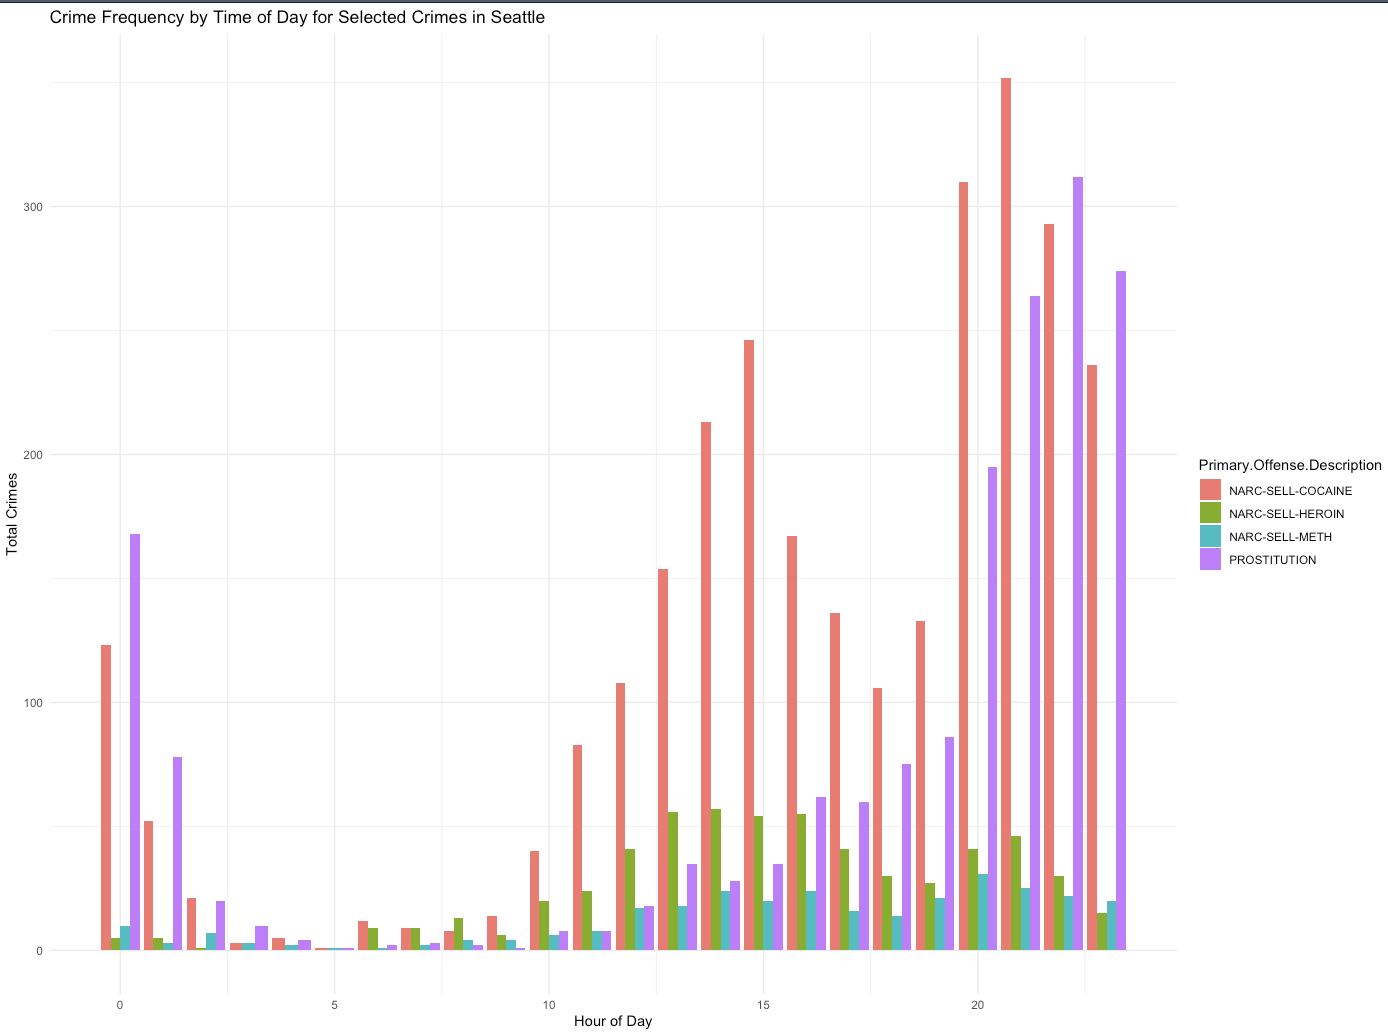 Crime Frequency by Time of Day for Selected Crimes in Seattle
300
200
100
0
Total Crimes
0 5 10 15 20
Hour of Day
Primary.Offense.Description
NARC-SELL-COCAINE
NARC-SELL-HEROIN
NARC-SELL-METH
PROSTITUTION